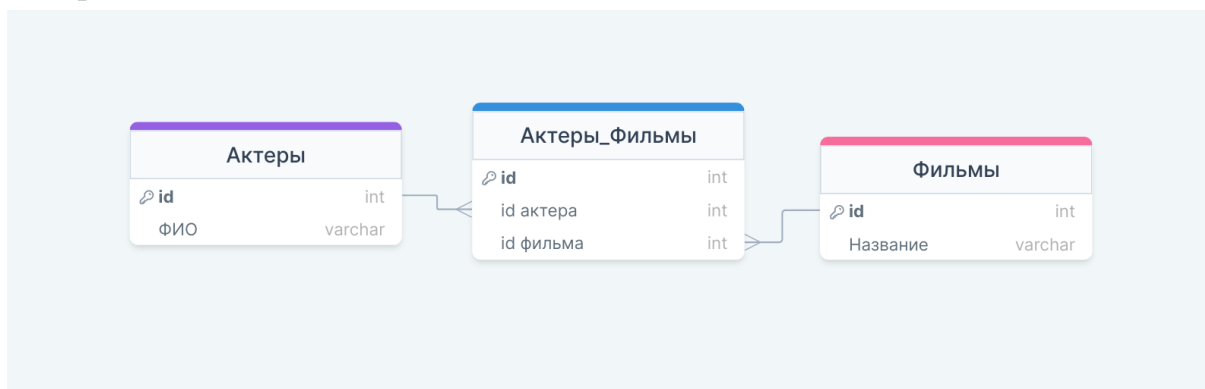 Актеры
id int
ФИО varchar
Актеры_Фильмы
id int
id актера int
id фильма int
Фильмы
id int
Название varchar